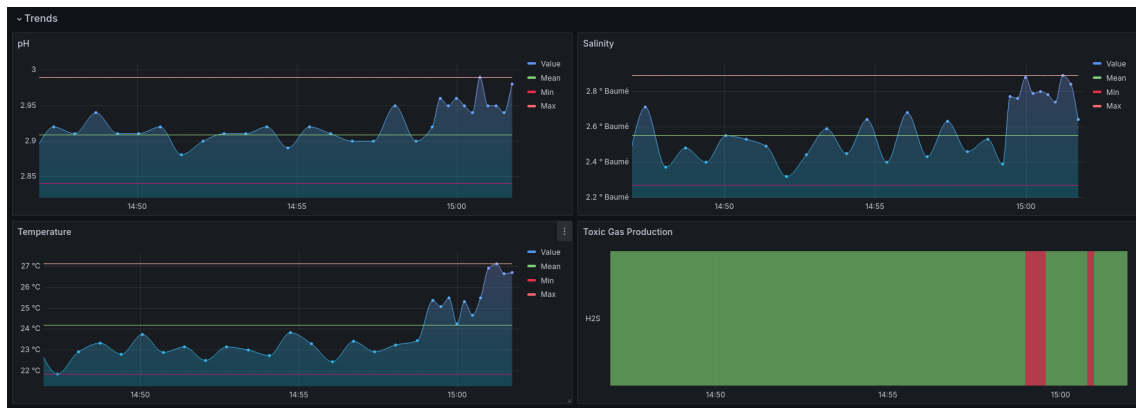 Trends
pH
3
2.95
2.9
2.85
14:50
14:55
15:00
Value
Mean
Min
Max
Salinity
2.8 ° Baumé
2.6 ° Baumé
2.4 ° Baumé
2.2 ° Baumé
14:50
14:55
15:00
Value
Mean
Min
Max
Temperature
27 °C
26 °C
25 °C
24 °C
23 °C
22 °C
14:50
14:55
15:00
Value
Mean
Min
Max
Toxic Gas Production
H2S
14:50
14:55
15:00